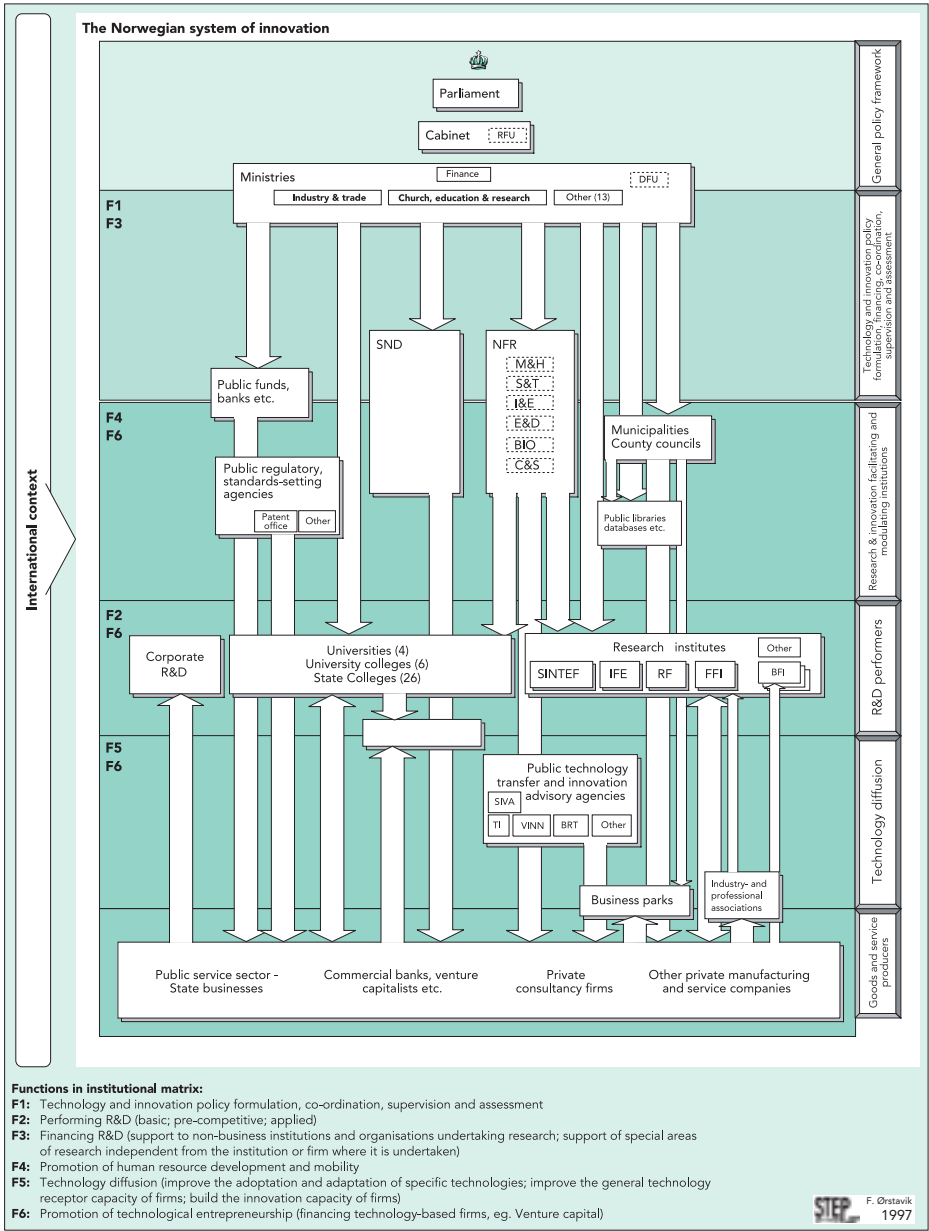 The Norwegian system of innovation
International context
Parliament
Cabinet
RFU
Ministries
Finance
DFU
Industry & trade
Church, education & research
Other (13)
General policy framework
F1
F3
Technology and innovation policy
formulation, financing, co-ordination,
supervision and assessment
SND
NFR
M&H
S&T
I&E
E&D
BIO
C&S
Public funds,
banks etc.
F4
F6
Municipalities
County councils
Public regulatory,
standards-setting
agencies
Patent
office
Other
Public libraries
databases etc.
Research & innovation facilitating and
modulating institutions
F2
F6
Corporate
R&D
Universities (4)
University colleges (6)
State Colleges (26)
Research institutes
Other
SINTEF
IFE
RF
FFI
BFI
R&D performers
F5
F6
Public technology
transfer and innovation
advisory agencies
SIVA
TI
VINN
BRT
Other
Business parks
Industry- and
professional
associations
Technology diffusion
Public service sector -
State businesses
Commercial banks, venture
capitalists etc.
Private
consultancy firms
Other private manufacturing
and service companies
Goods and service
producers
Functions in institutional matrix:
F1: Technology and innovation policy formulation, co-ordination, supervision and assessment
F2: Performing R&D (basic; pre-competitive; applied)
F3: Financing R&D (support to non-business institutions and organisations undertaking research; support of special areas
of research independent from the institution or firm where it is undertaken)
F4: Promotion of human resource development and mobility
F5: Technology diffusion (improve the adoption and adaptation of specific technologies; improve the general technology
receptor capacity of firms; build the innovation capacity of firms)
F6: Promotion of technological entrepreneurship (financing technology-based firms, eg. Venture capital)
STEP
F. Ørstavik
1997